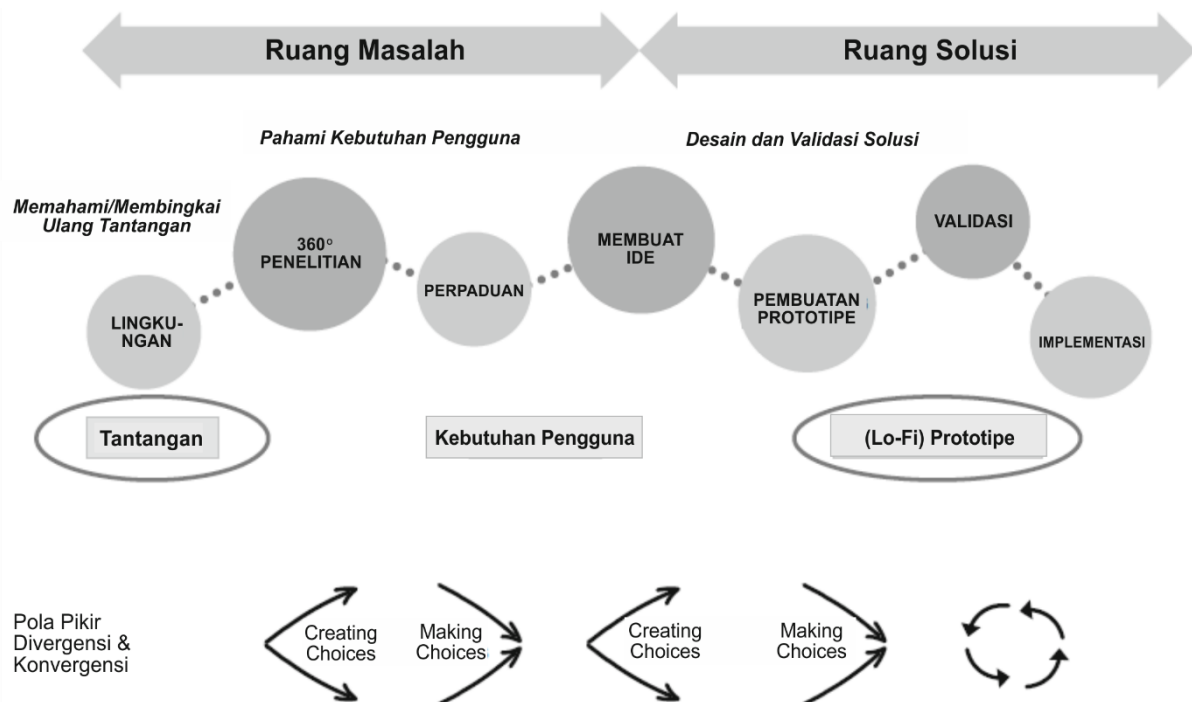 Ruang Masalah
Ruang Solusi
Pahami Kebutuhan Pengguna
Desain dan Validasi Solusi
Memahami/Membingkai
Ulang Tantangan
LINGKU-
NGAN
360°
PENELITIAN
PERPADUAN
MEMBUAT
IDE
PEMBUATAN
PROTOTIPE
VALIDASI
IMPLEMENTASI
Tantangan
Kebutuhan Pengguna
(Lo-Fi) Prototipe
Pola Pikir
Divergensi &
Konvergensi
Creating
Choices
Making
Choices
Creating
Choices
Making
Choices